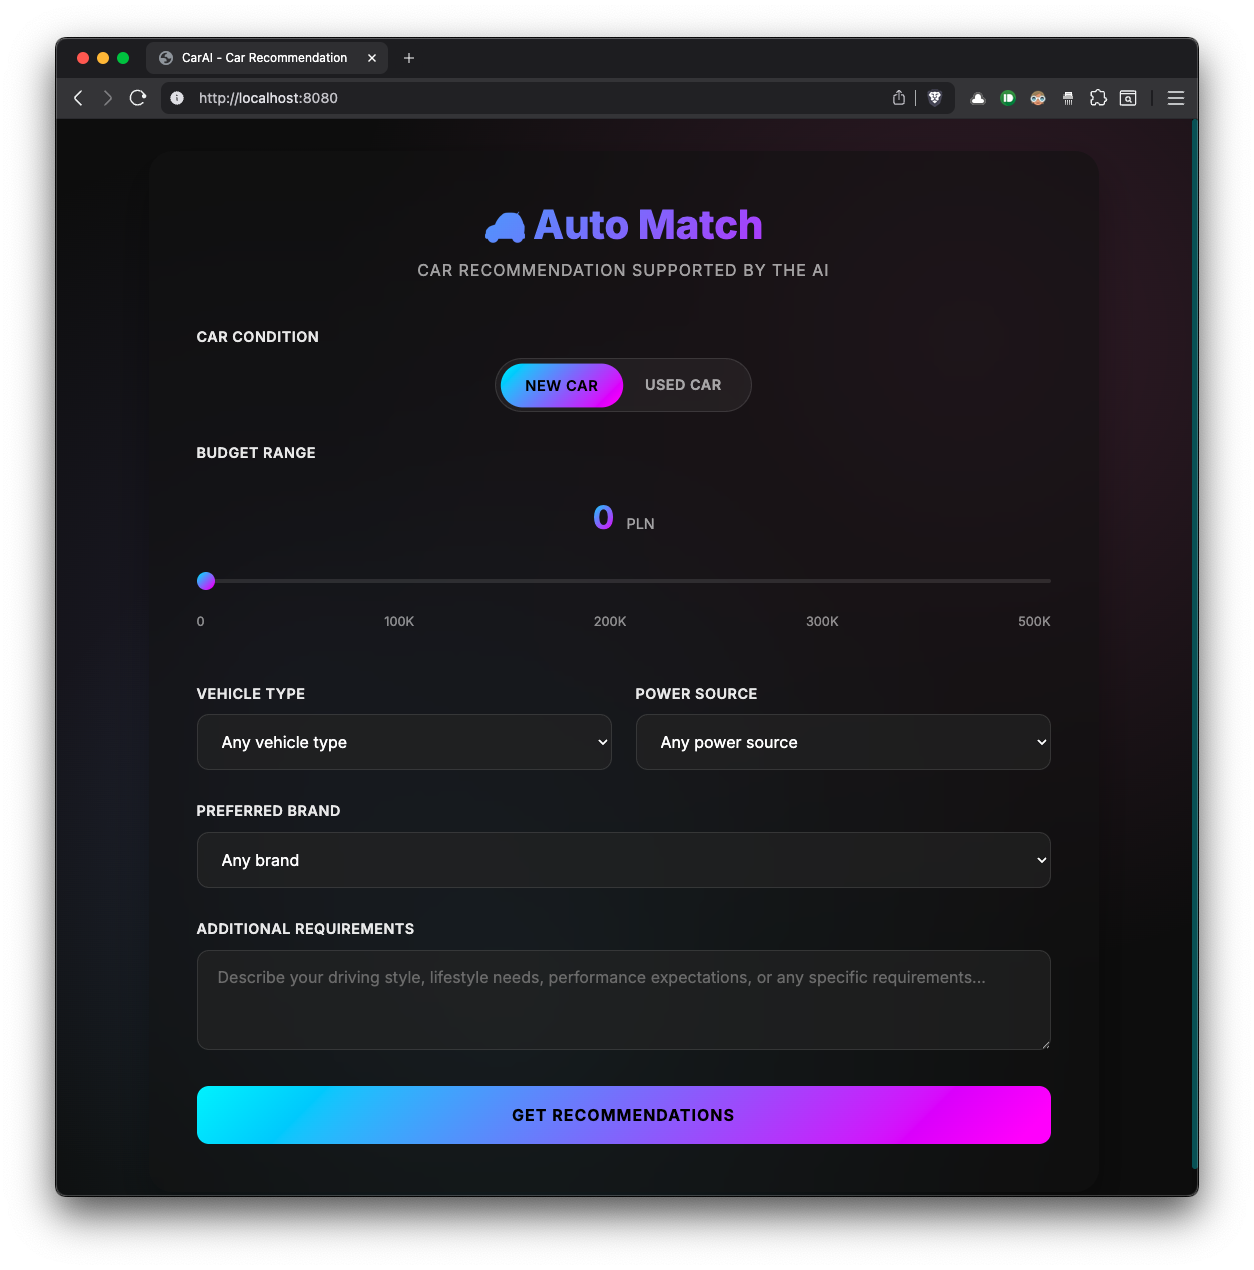 CarAI - Car Recommendation
http://localhost:8080
Auto Match
CAR RECOMMENDATION SUPPORTED BY THE AI
CAR CONDITION
NEW CAR USED CAR
BUDGET RANGE
0 PLN
0 100K 200K 300K 500K
VEHICLE TYPE POWER SOURCE
Any vehicle type Any power source
PREFERRED BRAND
Any brand
ADDITIONAL REQUIREMENTS
Describe your driving style, lifestyle needs, performance expectations, or any specific requirements...
GET RECOMMENDATIONS